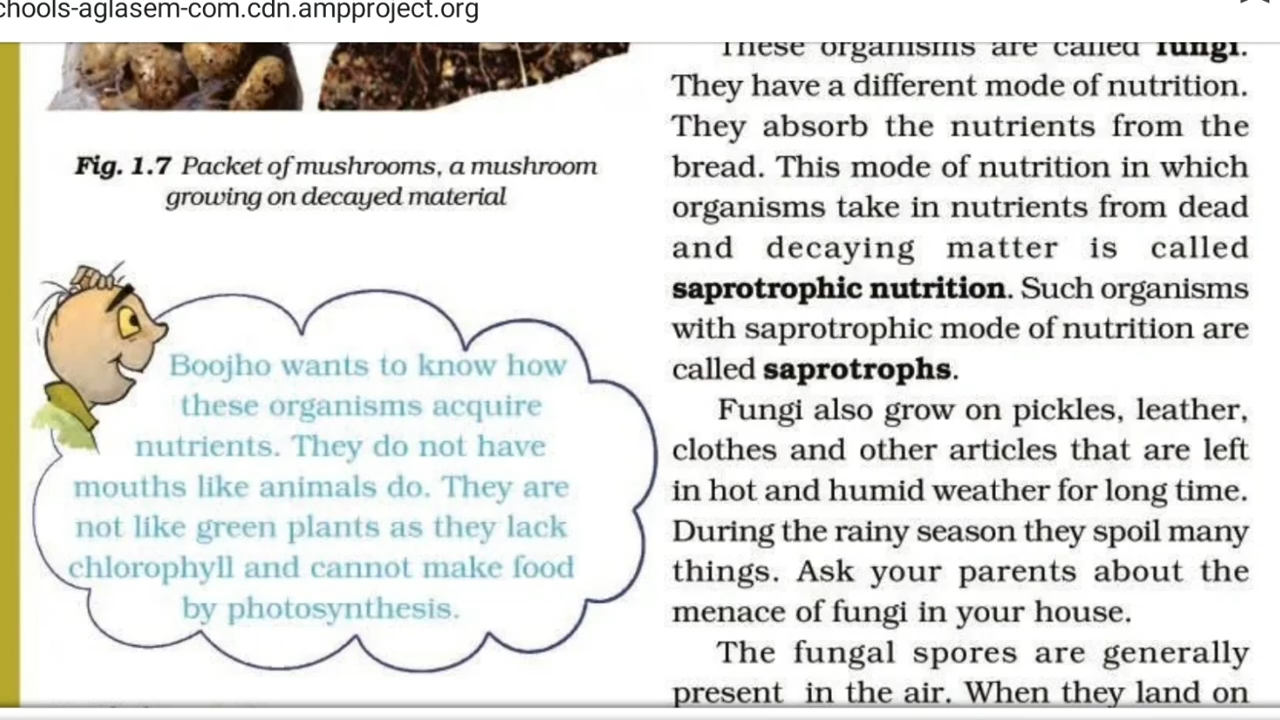 chools-aglasem-com.cdn.ampproject.org
Fig. 1.7 Packet of mushrooms, a mushroom
growing on decayed material
Boojho wants to know how
these organisms acquire
nutrients. They do not have
mouths like animals do. They are
not like green plants as they lack
chlorophyll and cannot make food
by photosynthesis.
These organisms are called fungi.
They have a different mode of nutrition.
They absorb the nutrients from the
bread. This mode of nutrition in which
organisms take in nutrients from dead
and decaying matter is called
saprotrophic nutrition. Such organisms
with saprotrophic mode of nutrition are
called saprotrophs.
Fungi also grow on pickles, leather,
clothes and other articles that are left
in hot and humid weather for long time.
During the rainy season they spoil many
things. Ask your parents about the
menace of fungi in your house.
The fungal spores are generally
present in the air. When they land on